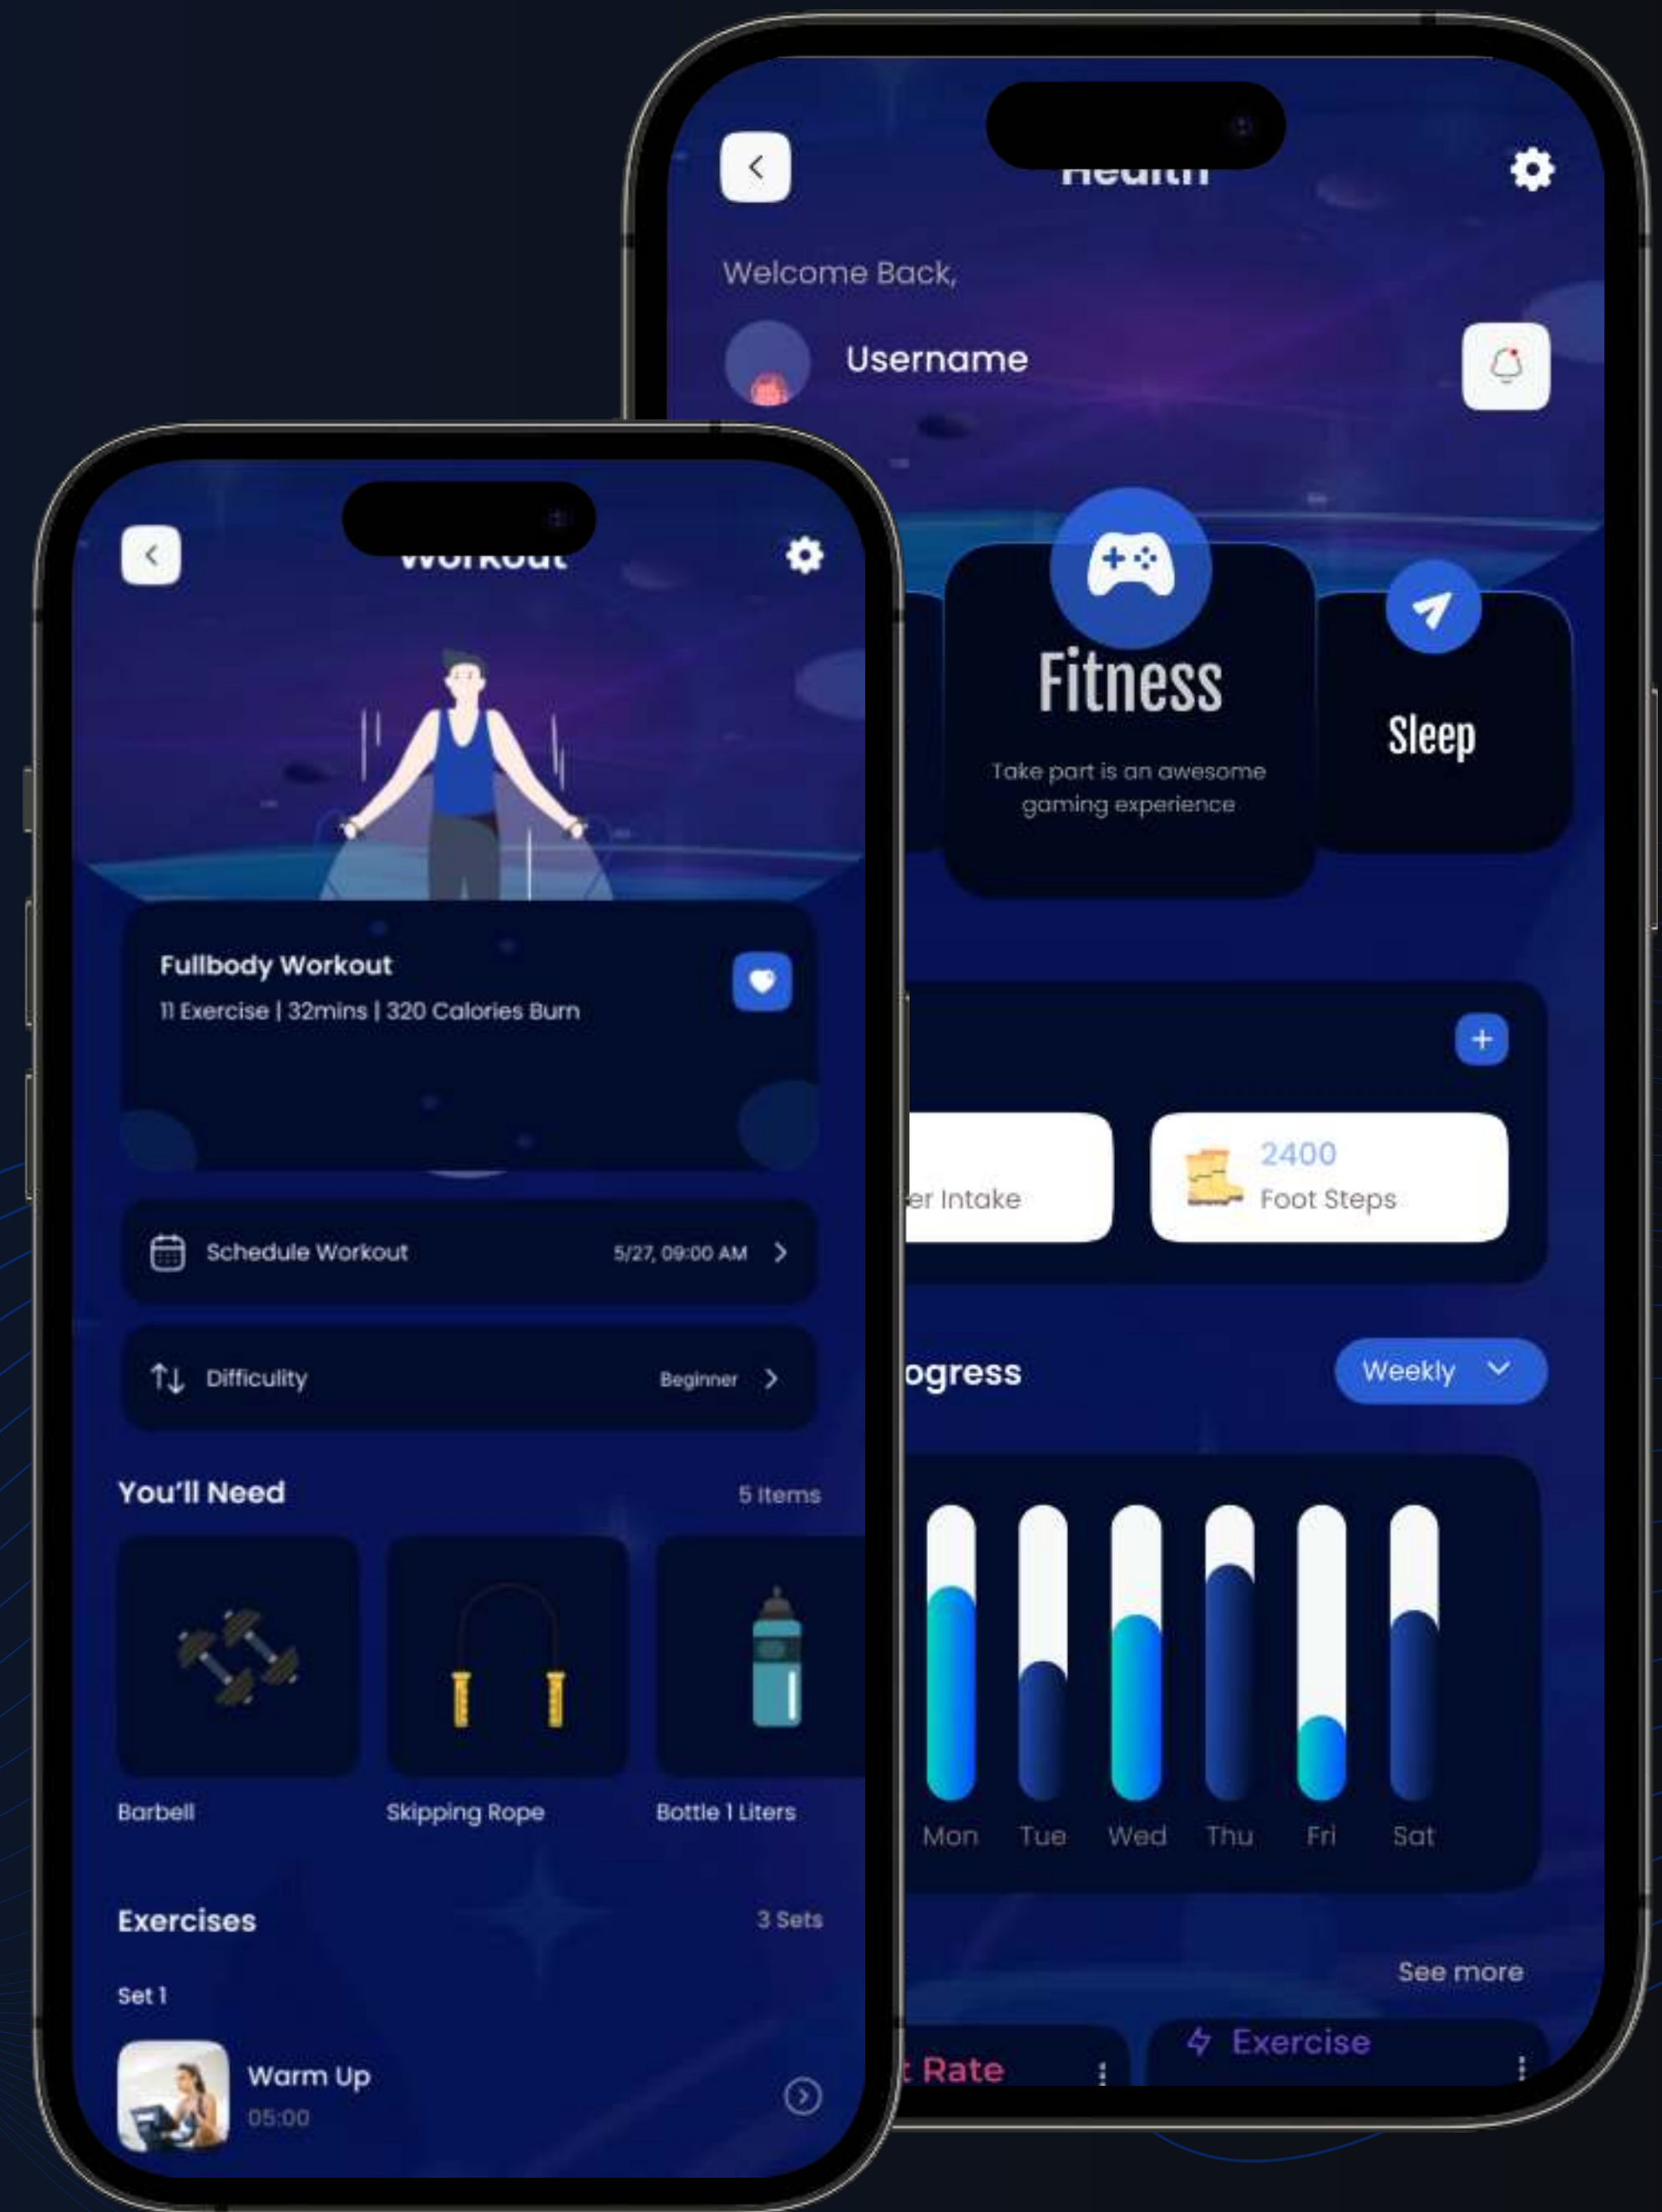 Health
Welcome Back,
Username
Fitness
Take part is an awesome
gaming experience
Sleep
er Intake
2400
Foot Steps
ogress
Weekly
Mon Tue Wed Thu Fri Sat
See more
t Rate
Exercise
Workout
Fullbody Workout
11 Exercise | 32mins | 320 Calories Burn
Schedule Workout 5/27, 09:00 AM
Difficulity Beginner
You'll Need 5 Items
Barbell Skipping Rope Bottle 1 Liters
Exercises 3 Sets
Set 1
Warm Up
05:00